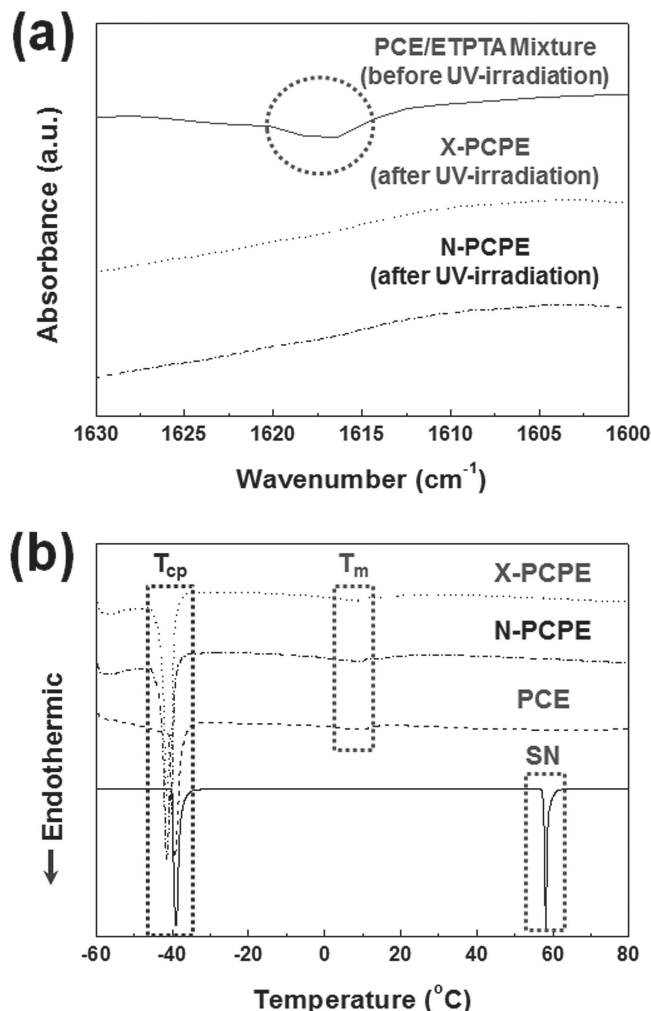 (a)
PCE/ETPTA Mixture
(before UV-irradiation)
X-PCPE
(after UV-irradiation)
N-PCPE
(after UV-irradiation)
Absorbance (a.u.)
1630 1625 1620 1615 1610 1605 1600
Wavenumber (cm⁻¹)
(b)
Tcp
Tm
X-PCPE
N-PCPE
PCE
SN
← Endothermic
-60 -40 -20 0 20 40 60 80
Temperature (°C)